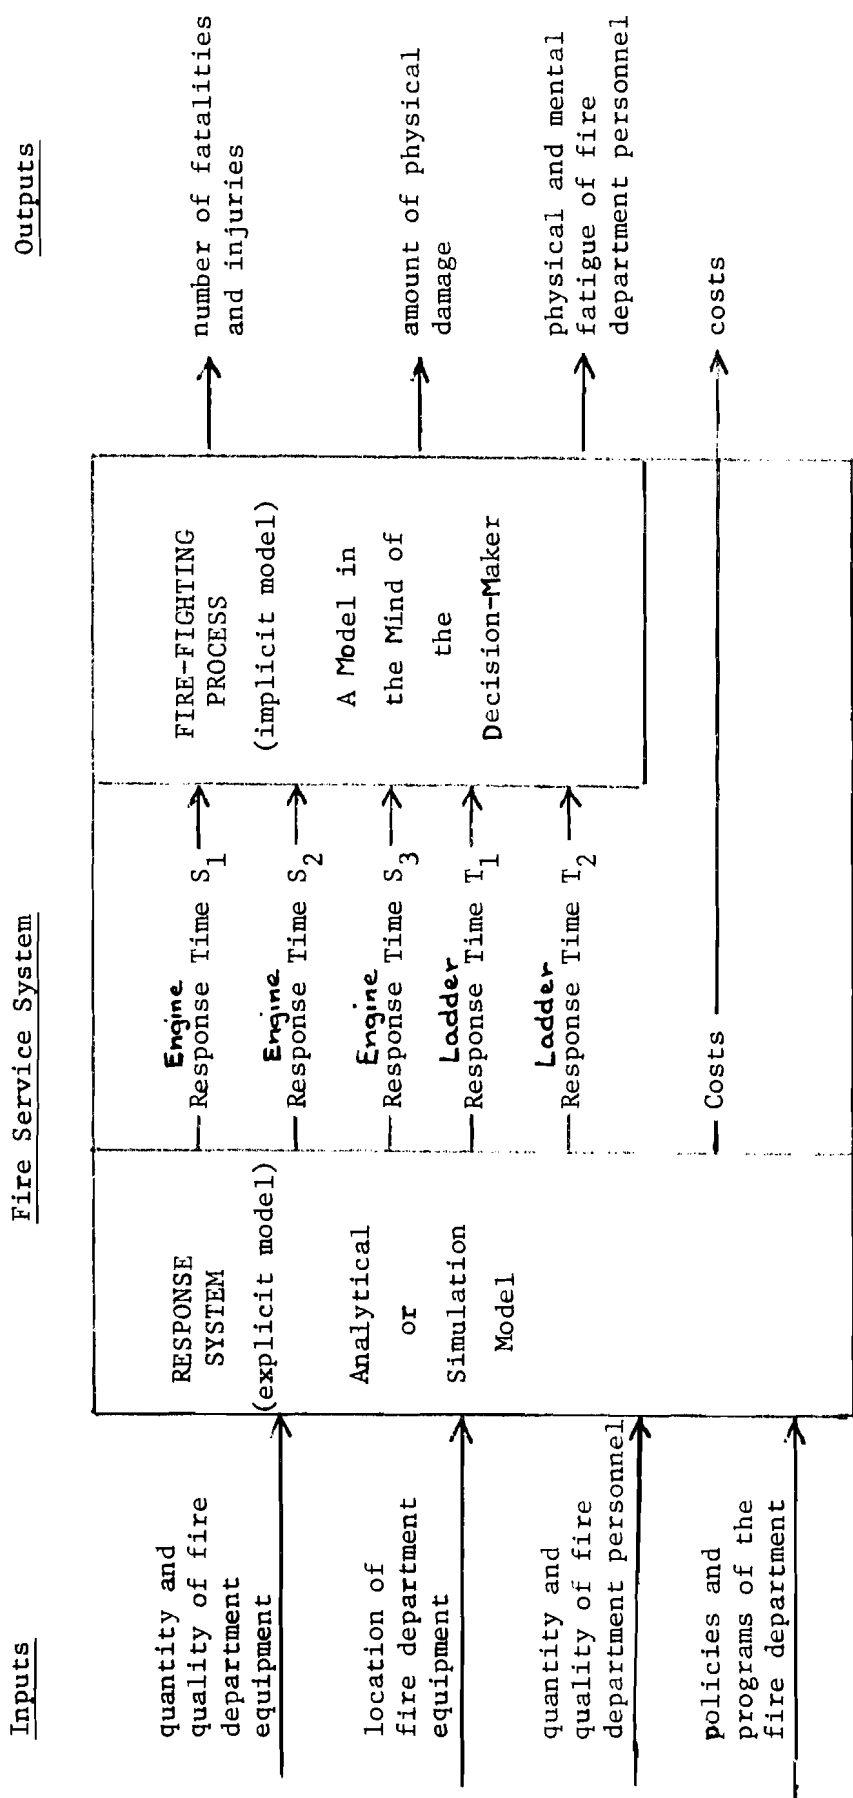 Inputs
Fire Service System
Outputs
quantity and
quality of fire
department
equipment
location of
fire department
equipment
quantity and
quality of fire
department personnel
policies and
programs of the
fire department
RESPONSE
SYSTEM
(explicit model)
Analytical
or
Simulation
Model
Engine
Response Time S1
Engine
Response Time S2
Engine
Response Time S3
Ladder
Response Time T1
Ladder
Response Time T2
Costs
FIRE-FIGHTING
PROCESS
(implicit model)
A Model in
the Mind of
the
Decision-Maker
number of fatalities
and injuries
amount of physical
damage
physical and mental
fatigue of fire
department personnel
costs